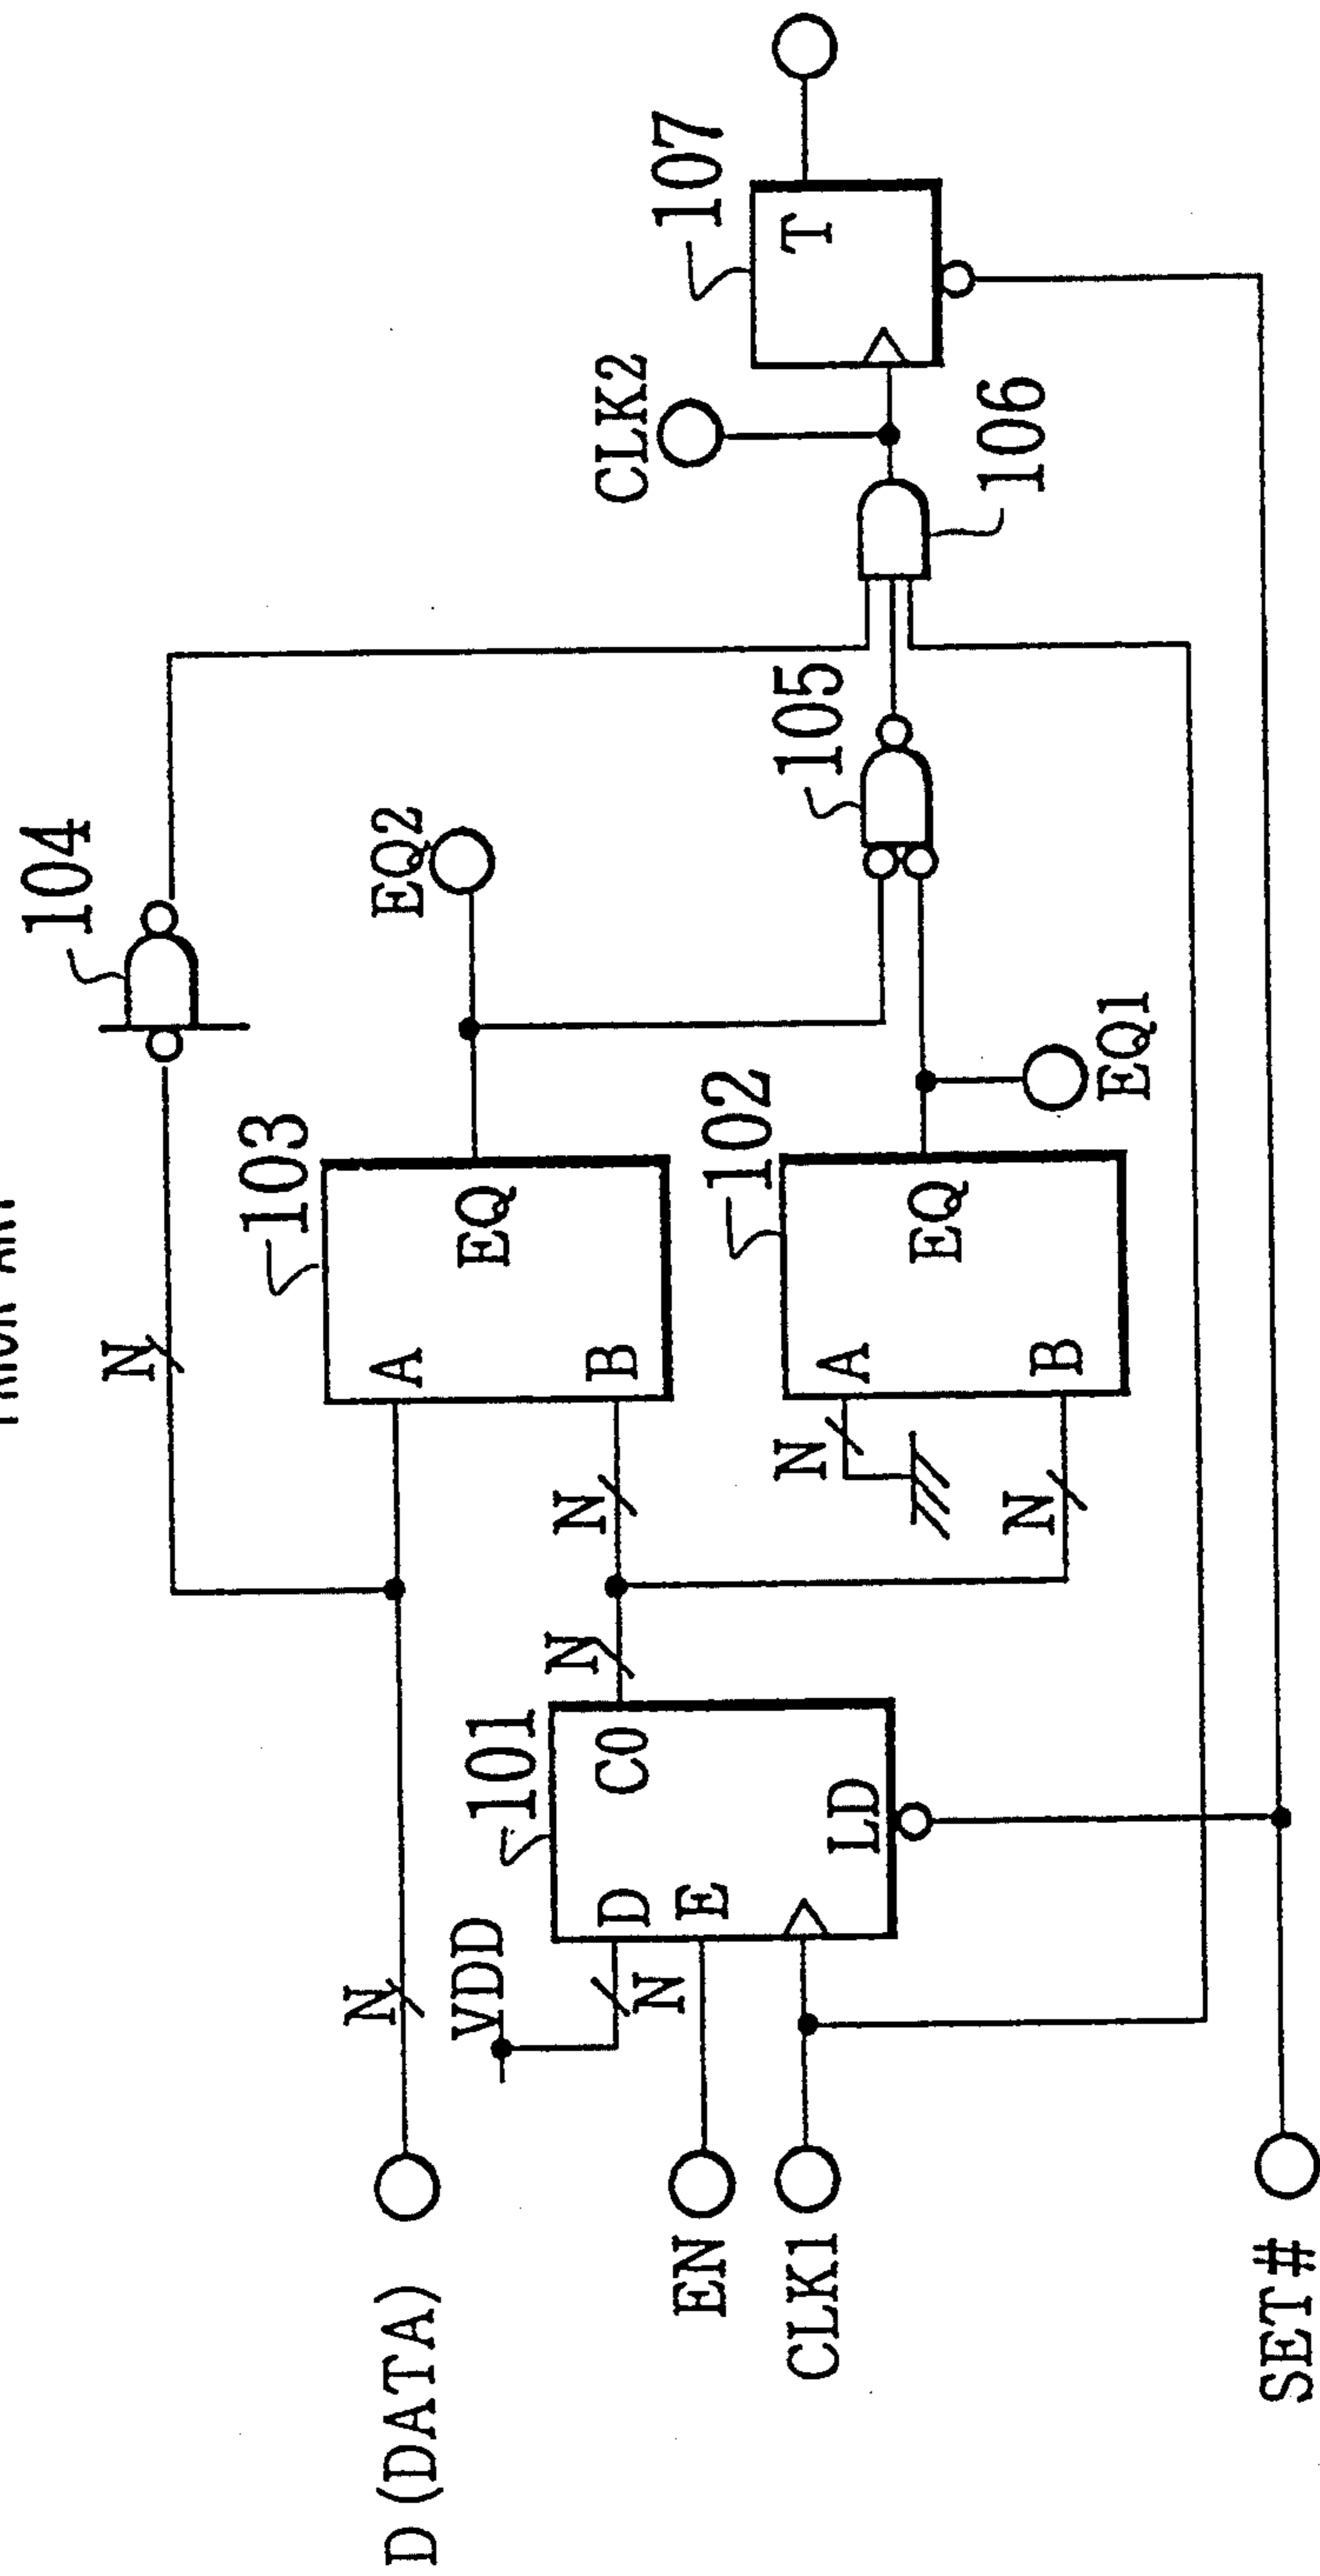 PRIOR ART
104
N
103
A
B
EQ
EQ2
N
102
A
B
EQ
N
N
EQ1
105
106
CLK2
107
T
D (DATA)
N
VDD
N
101
D
E
CO
LD
N
EN
CLK1
SET#